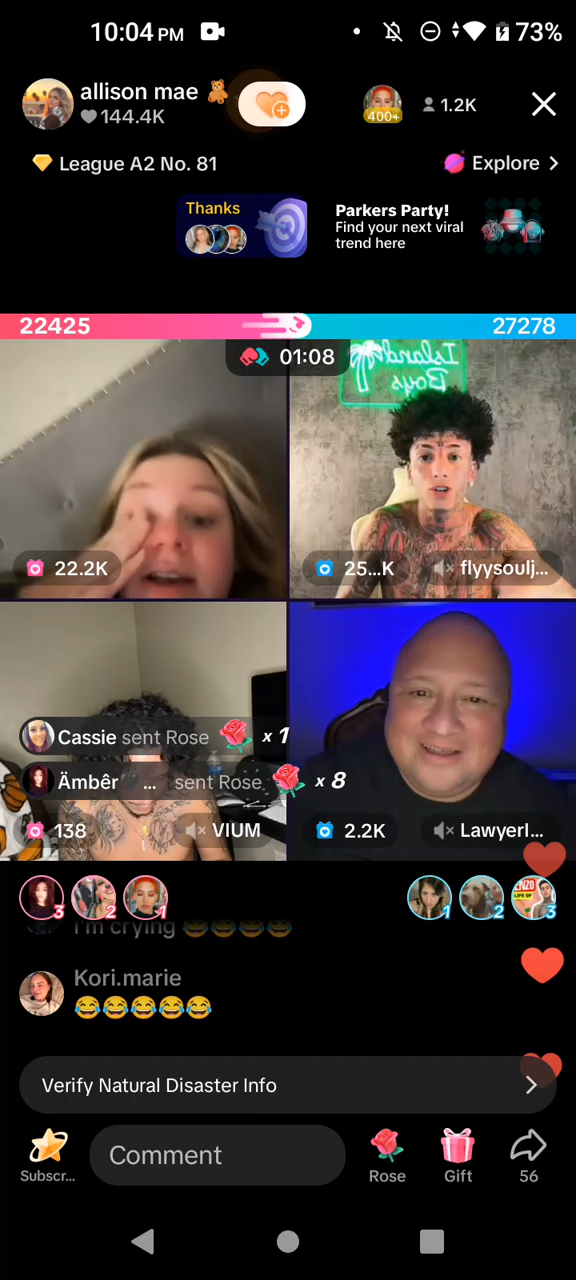 10:04 PM
73%
allison mae 🧸
144.4K
400+
1.2K
League A2 No. 81
Explore
Thanks
Parkers Party!
Find your next viral
trend here
22425
27278
01:08
Island
Boys
22.2K
25...K
flyysoulj...
Cassie sent Rose x 1
Ämbêr ... sent Rose x 8
138
VIUM
2.2K
Lawyerl...
3
2
1
1
2
3
I'm crying 😂😂😂😂
Kori.marie
😂😂😂😂😂
Verify Natural Disaster Info
Subscr...
Comment
Rose
Gift
56